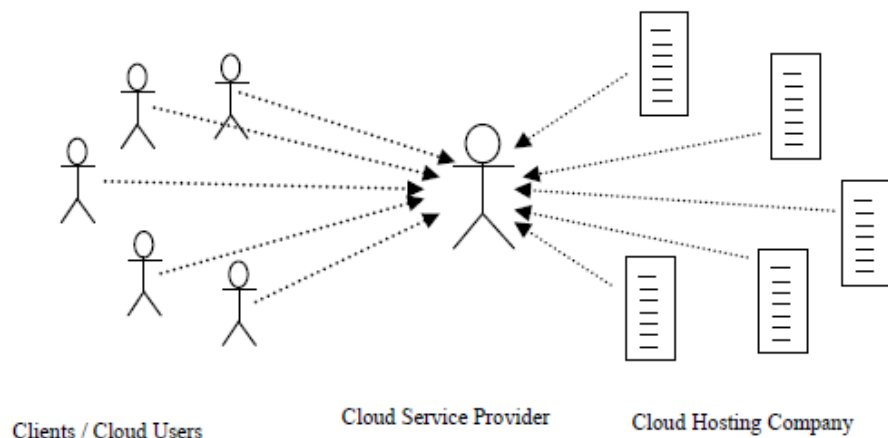 Clients / Cloud Users
Cloud Service Provider
Cloud Hosting Company